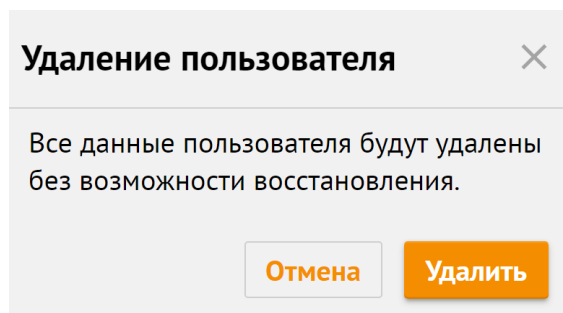 Удаление пользователя
Все данные пользователя будут удалены
без возможности восстановления.
Отмена
Удалить